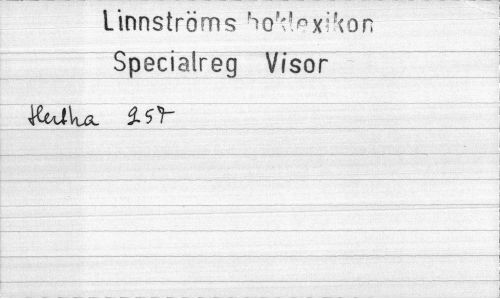 Linnströms boklexikon
Specialreg Visor
Hertha 257